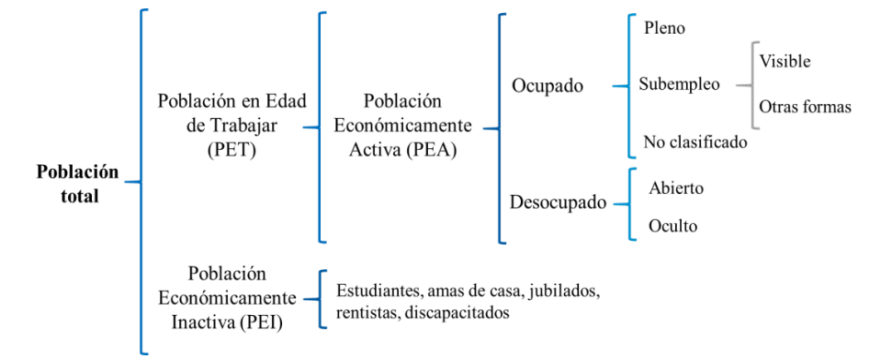 Población
total
Población en Edad
de Trabajar
(PET)
Población
Económicamente
Activa (PEA)
Ocupado
Pleno
Subempleo
Visible
Otras formas
No clasificado
Desocupado
Abierto
Oculto
Población
Económicamente
Inactiva (PEI)
Estudiantes, amas de casa, jubilados,
rentistas, discapacitados